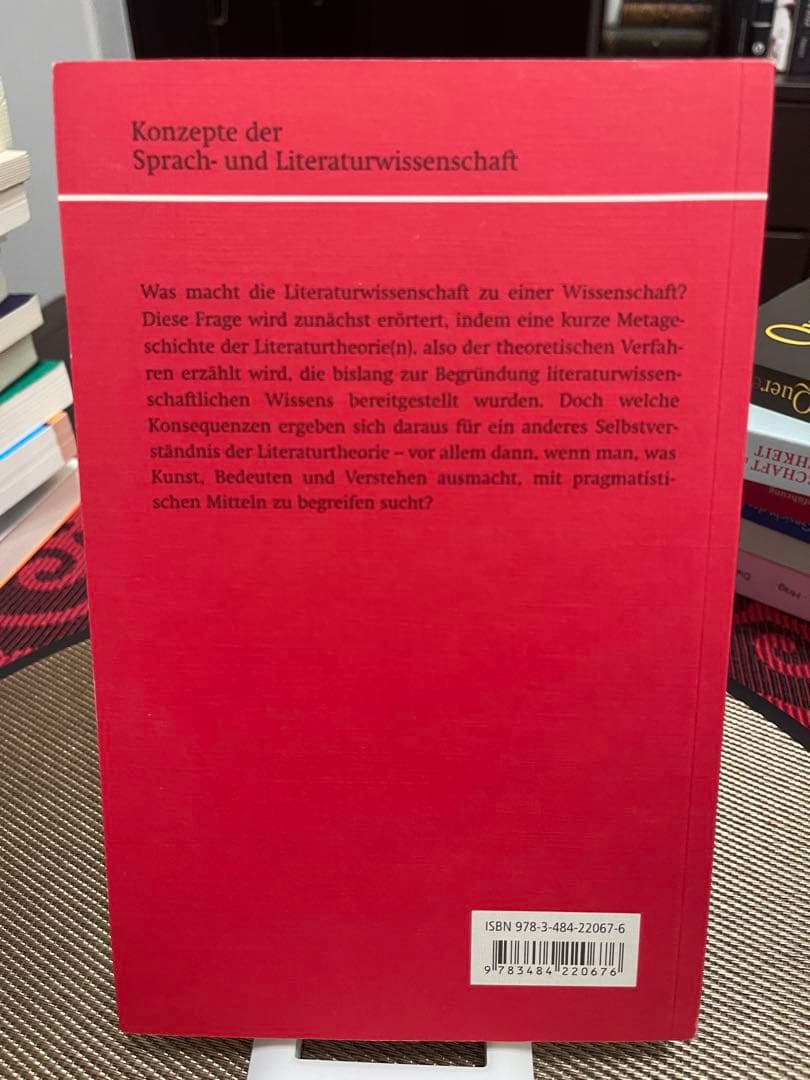 Konzepte der
Sprach- und Literaturwissenschaft
Was macht die Literaturwissenschaft zu einer Wissenschaft?
Diese Frage wird zunächst erörtert, indem eine kurze Metage-
schichte der Literaturtheorie(n), also der theoretischen Verfah-
ren erzählt wird, die bislang zur Begründung literaturwissen-
schaftlichen Wissens bereitgestellt wurden. Doch welche
Konsequenzen ergeben sich daraus für ein anderes Selbstver-
ständnis der Literaturtheorie – vor allem dann, wenn man, was
Kunst, Bedeuten und Verstehen ausmacht, mit pragmatisti-
schen Mitteln zu begreifen sucht?
ISBN 978-3-484-22067-6
9 783484 220676
Quer